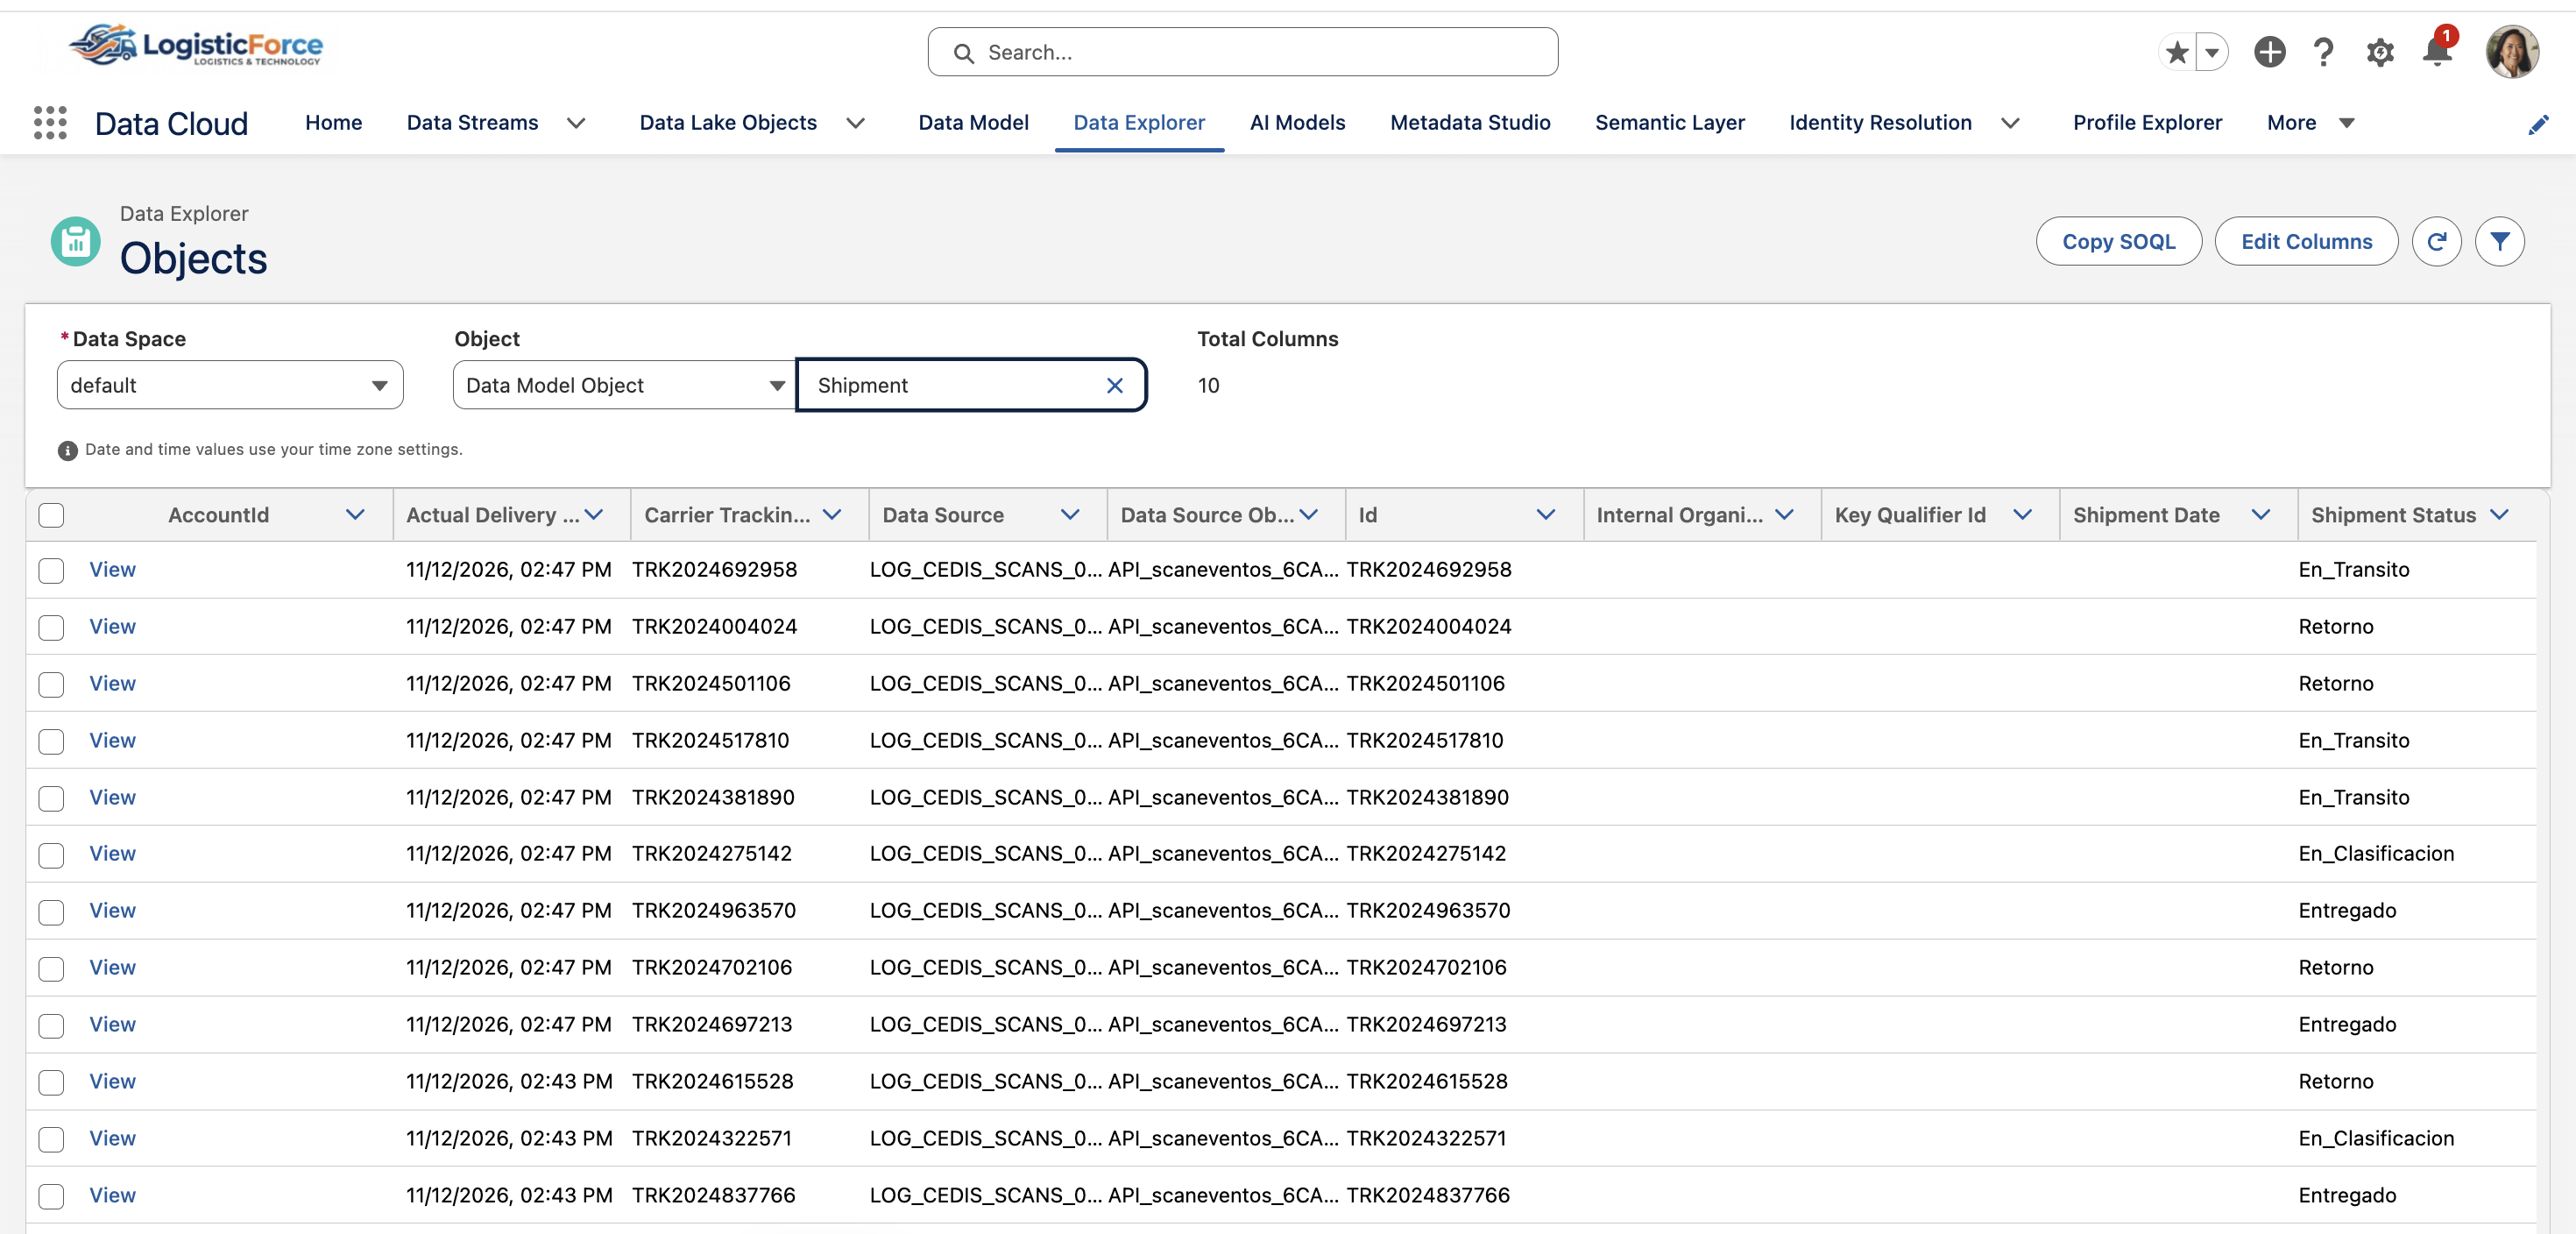 LogisticForce
LOGISTICS & TECHNOLOGY
Search...
1
Data Cloud
Home
Data Streams
Data Lake Objects
Data Model
Data Explorer
AI Models
Metadata Studio
Semantic Layer
Identity Resolution
Profile Explorer
More
Data Explorer
Objects
Copy SOQL
Edit Columns
*Data Space
Object
Total Columns
default
Data Model Object
Shipment
10
Date and time values use your time zone settings.
AccountId Actual Delivery ... Carrier Trackin... Data Source Data Source Ob... Id Internal Organi... Key Qualifier Id Shipment Date Shipment Status
View 11/12/2026, 02:47 PM TRK2024692958 LOG_CEDIS_SCANS_0... API_scaneventos_6CA... TRK2024692958 En_Transito
View 11/12/2026, 02:47 PM TRK2024004024 LOG_CEDIS_SCANS_0... API_scaneventos_6CA... TRK2024004024 Retorno
View 11/12/2026, 02:47 PM TRK2024501106 LOG_CEDIS_SCANS_0... API_scaneventos_6CA... TRK2024501106 Retorno
View 11/12/2026, 02:47 PM TRK2024517810 LOG_CEDIS_SCANS_0... API_scaneventos_6CA... TRK2024517810 En_Transito
View 11/12/2026, 02:47 PM TRK2024381890 LOG_CEDIS_SCANS_0... API_scaneventos_6CA... TRK2024381890 En_Transito
View 11/12/2026, 02:47 PM TRK2024275142 LOG_CEDIS_SCANS_0... API_scaneventos_6CA... TRK2024275142 En_Clasificacion
View 11/12/2026, 02:47 PM TRK2024963570 LOG_CEDIS_SCANS_0... API_scaneventos_6CA... TRK2024963570 Entregado
View 11/12/2026, 02:47 PM TRK2024702106 LOG_CEDIS_SCANS_0... API_scaneventos_6CA... TRK2024702106 Retorno
View 11/12/2026, 02:47 PM TRK2024697213 LOG_CEDIS_SCANS_0... API_scaneventos_6CA... TRK2024697213 Entregado
View 11/12/2026, 02:43 PM TRK2024615528 LOG_CEDIS_SCANS_0... API_scaneventos_6CA... TRK2024615528 Retorno
View 11/12/2026, 02:43 PM TRK2024322571 LOG_CEDIS_SCANS_0... API_scaneventos_6CA... TRK2024322571 En_Clasificacion
View 11/12/2026, 02:43 PM TRK2024837766 LOG_CEDIS_SCANS_0... API_scaneventos_6CA... TRK2024837766 Entregado